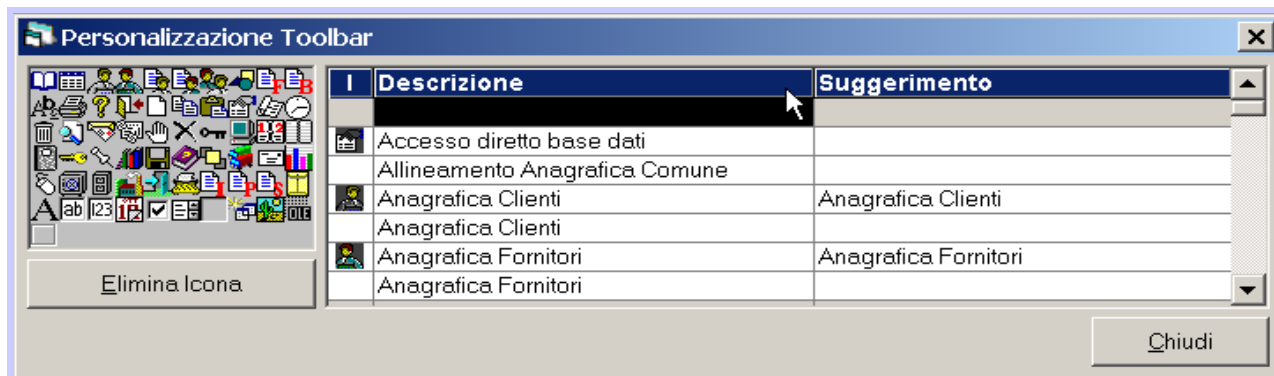 Personalizzazione Toolbar
I Descrizione Suggerimento
Accesso diretto base dati
Allineamento Anagrafica Comune
Anagrafica Clienti Anagrafica Clienti
Anagrafica Clienti
Anagrafica Fornitori Anagrafica Fornitori
Anagrafica Fornitori
Elimina Icona
Chiudi